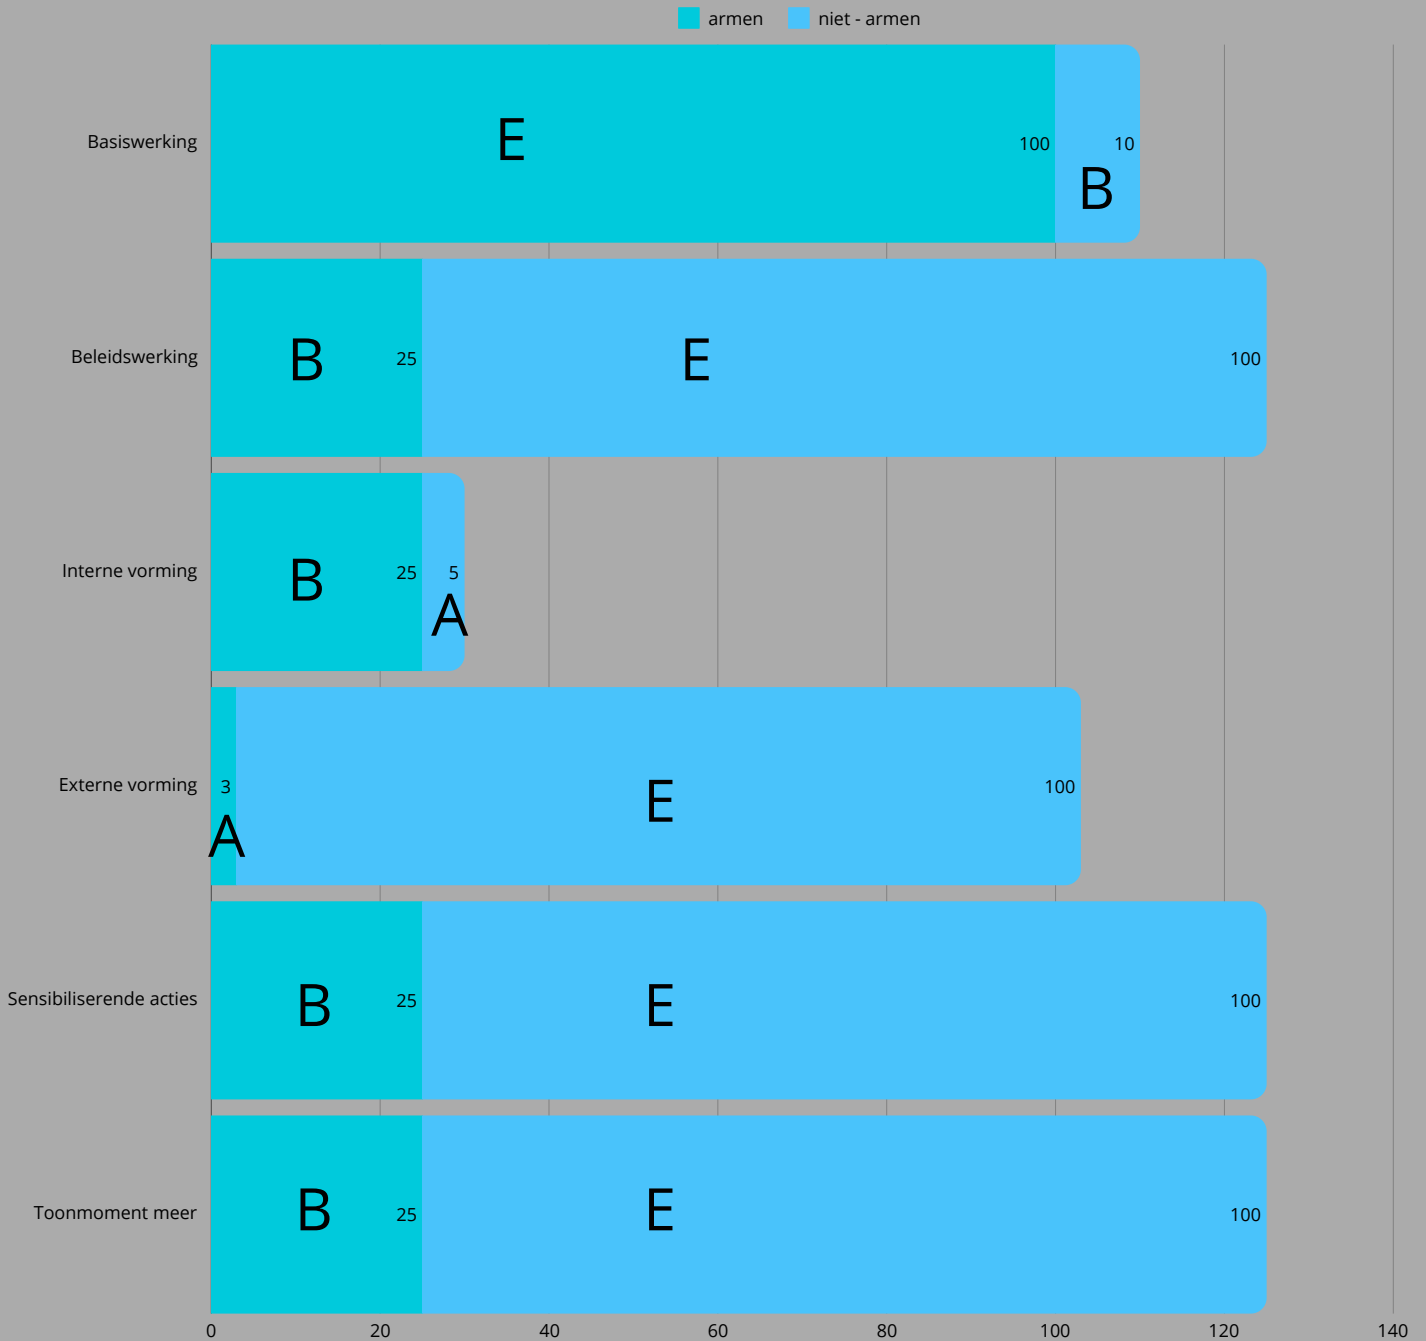 armen niet - armen
Basiswerking E 100 10 B
Beleidswerking B 25 E 100
Interne vorming B 25 5 A
Externe vorming 3 A E 100
Sensibiliserende acties B 25 E 100
Toonmoment meer B 25 E 100
0 20 40 60 80 100 120 140